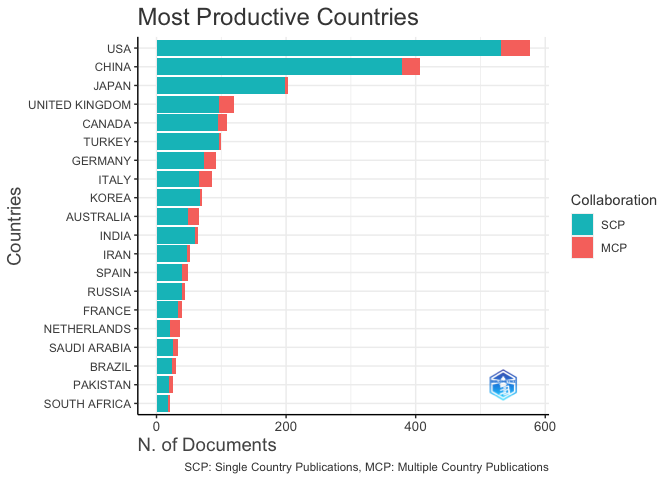 Most Productive Countries
Countries
USA
CHINA
JAPAN
UNITED KINGDOM
CANADA
TURKEY
GERMANY
ITALY
KOREA
AUSTRALIA
INDIA
IRAN
SPAIN
RUSSIA
FRANCE
NETHERLANDS
SAUDI ARABIA
BRAZIL
PAKISTAN
SOUTH AFRICA
0 200 400 600
N. of Documents
SCP: Single Country Publications, MCP: Multiple Country Publications
Collaboration
SCP
MCP